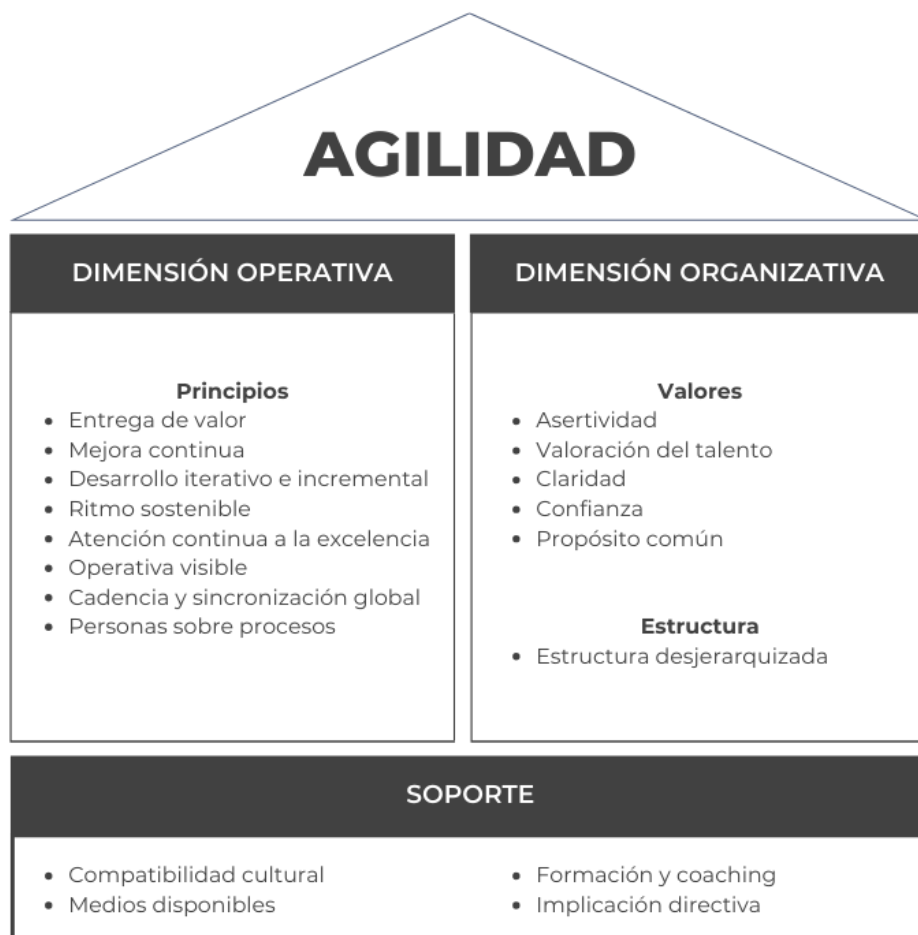 AGILIDAD
DIMENSIÓN OPERATIVA
Principios
• Entrega de valor
• Mejora continua
• Desarrollo iterativo e incremental
• Ritmo sostenible
• Atención continua a la excelencia
• Operativa visible
• Cadencia y sincronización global
• Personas sobre procesos
DIMENSIÓN ORGANIZATIVA
Valores
• Asertividad
• Valoración del talento
• Claridad
• Confianza
• Propósito común
Estructura
• Estructura desjerarquizada
SOPORTE
• Compatibilidad cultural
• Medios disponibles
• Formación y coaching
• Implicación directiva